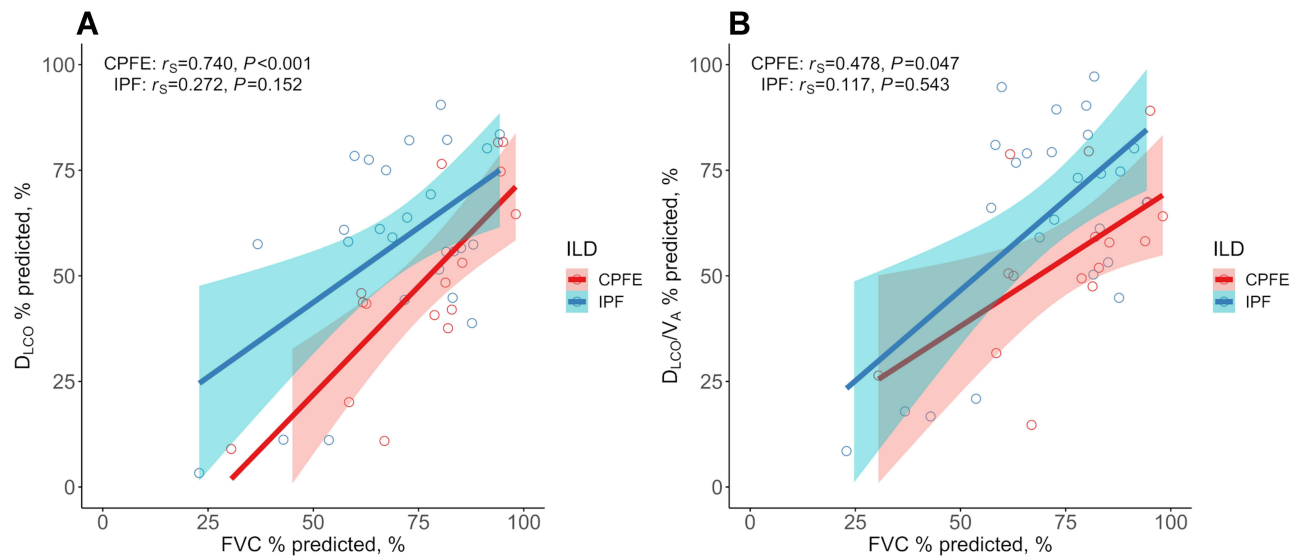 A
CPFE: rS=0.740, P<0.001
IPF: rS=0.272, P=0.152
100
75
50
25
0
DLCO % predicted, %
0 25 50 75 100
FVC % predicted, %
ILD
CPFE
IPF
B
CPFE: rS=0.478, P=0.047
IPF: rS=0.117, P=0.543
100
75
50
25
0
DLCO/VA % predicted, %
0 25 50 75 100
FVC % predicted, %
ILD
CPFE
IPF